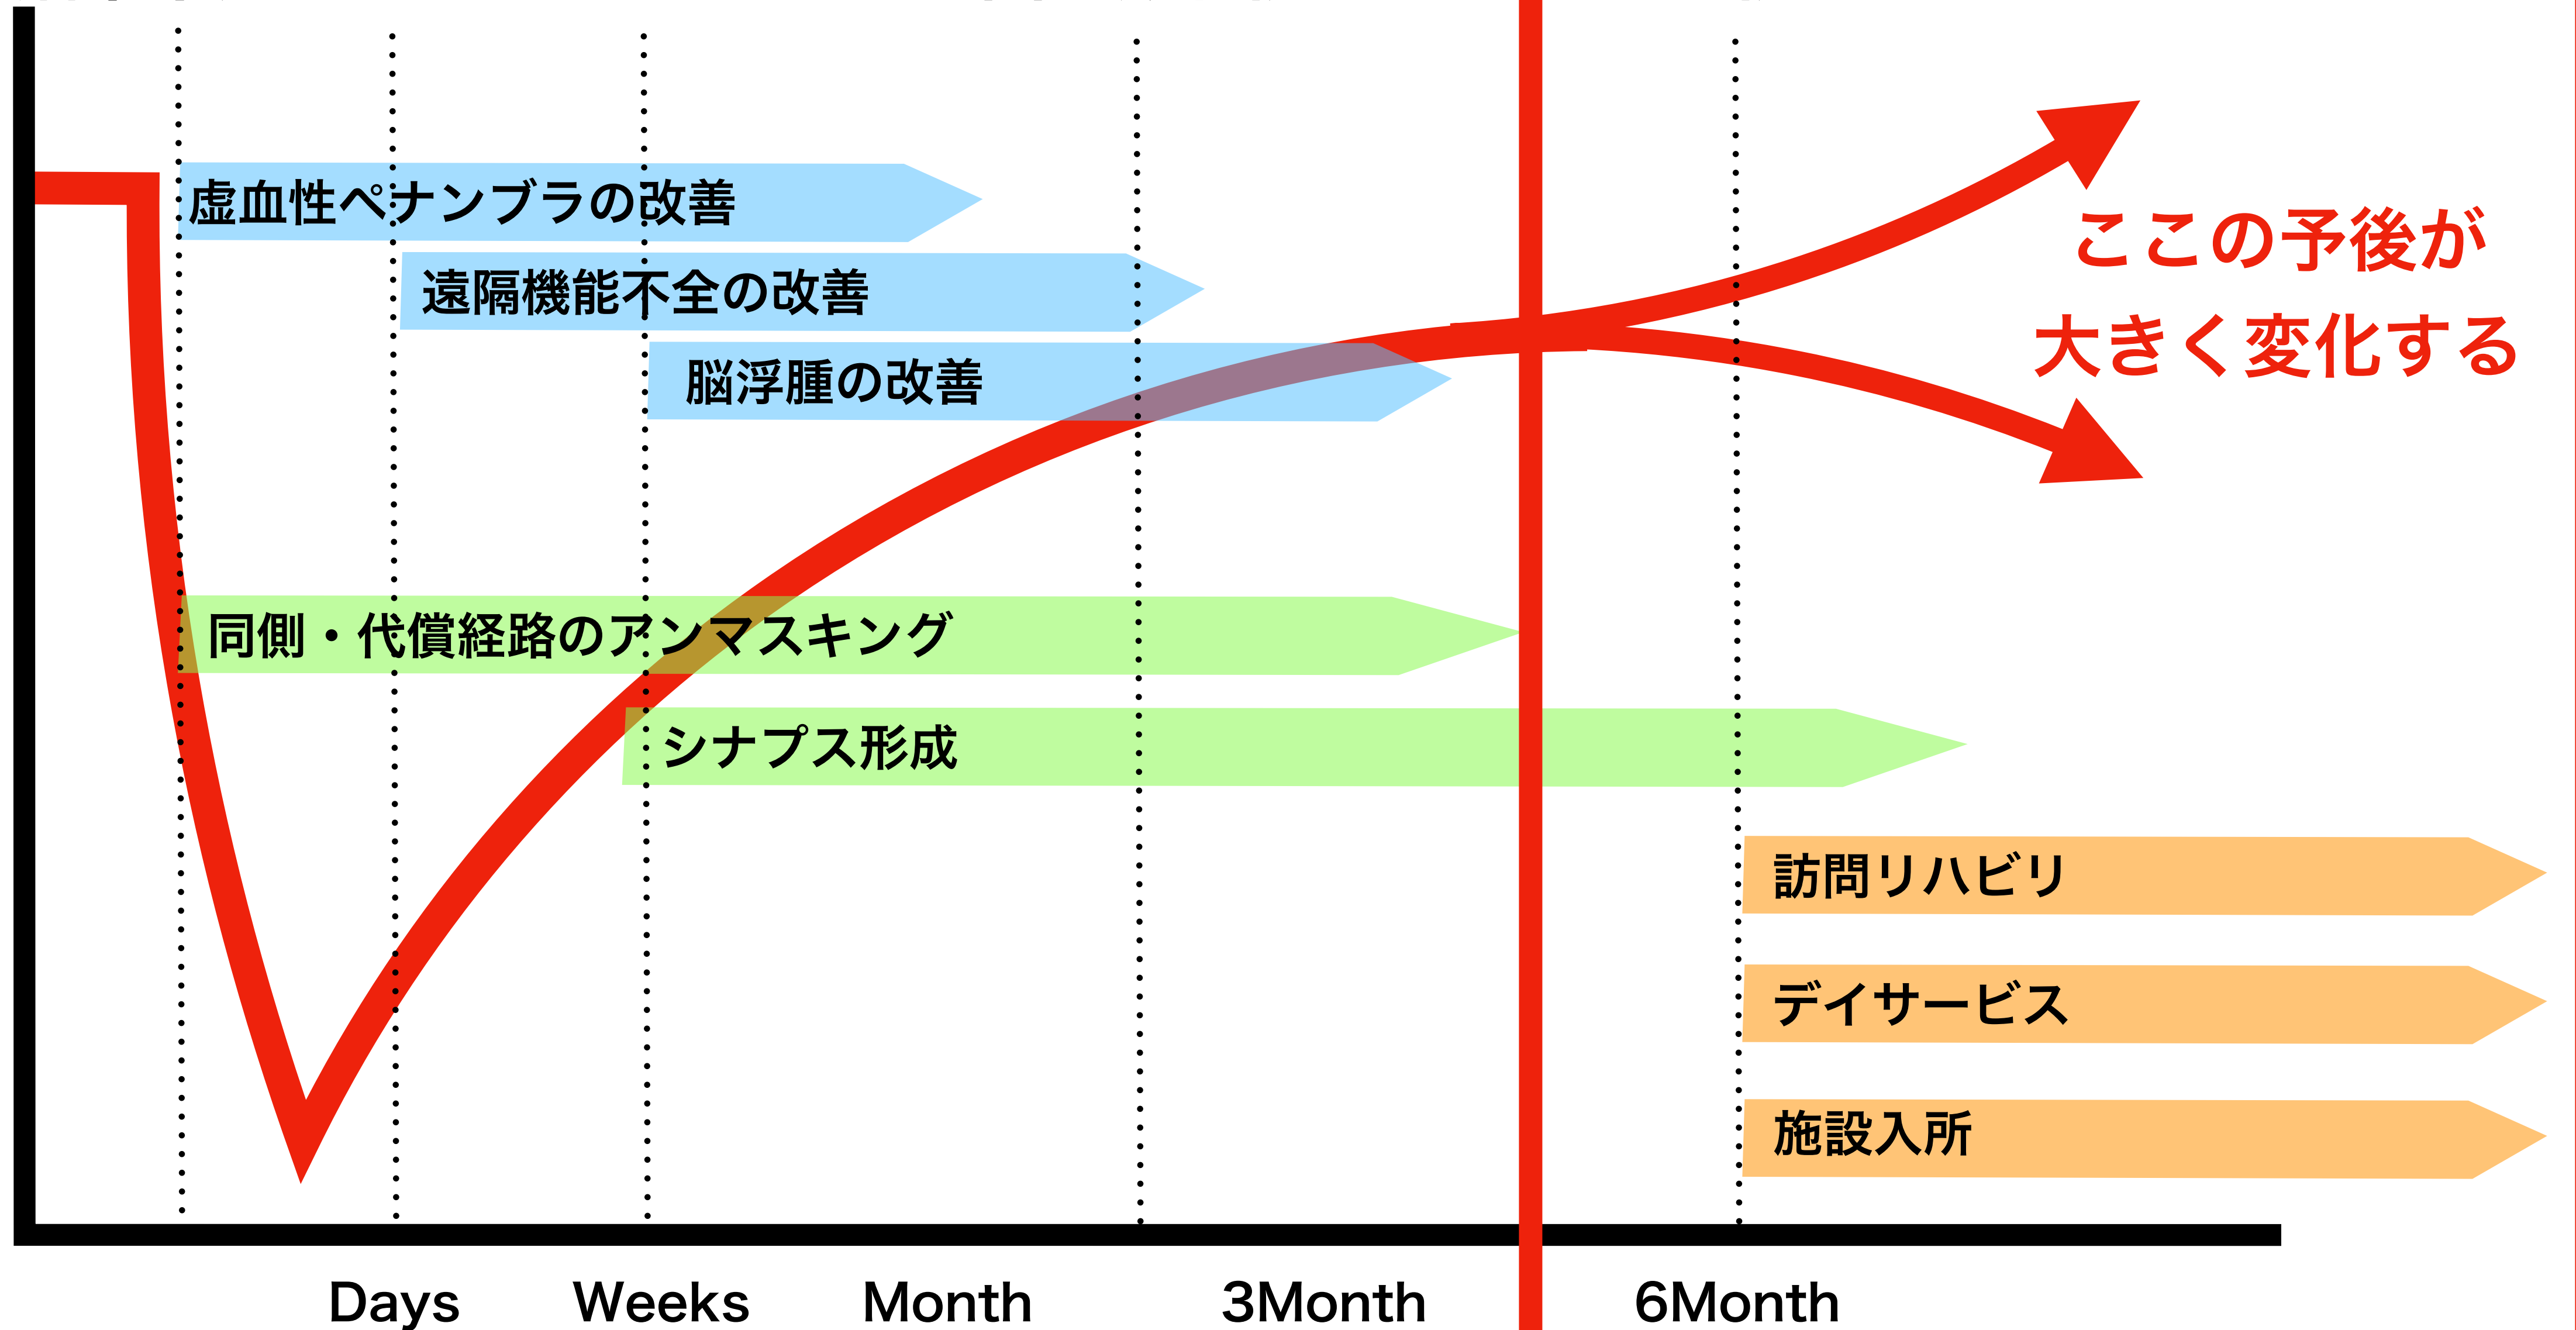 虚血性ペナンブラの改善
遠隔機能不全の改善
脳浮腫の改善
ここの予後が
大きく変化する
同側・代償経路のアンマスキング
シナプス形成
訪問リハビリ
デイサービス
施設入所
Days Weeks Month 3Month 6Month